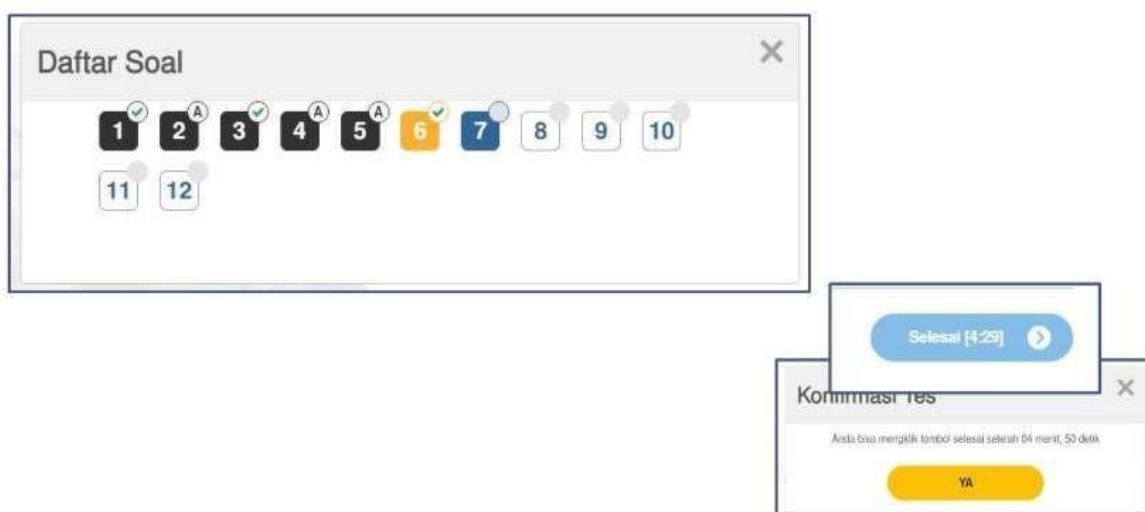 Daftar Soal
1 2 A 3 4 A 5 A 6 7 8 9 10
11 12
Selesai [4:29]
Konfirmasi Tes
Anda bisa mengklik tombol selesai setelah 04 menit, 50 detik
YA